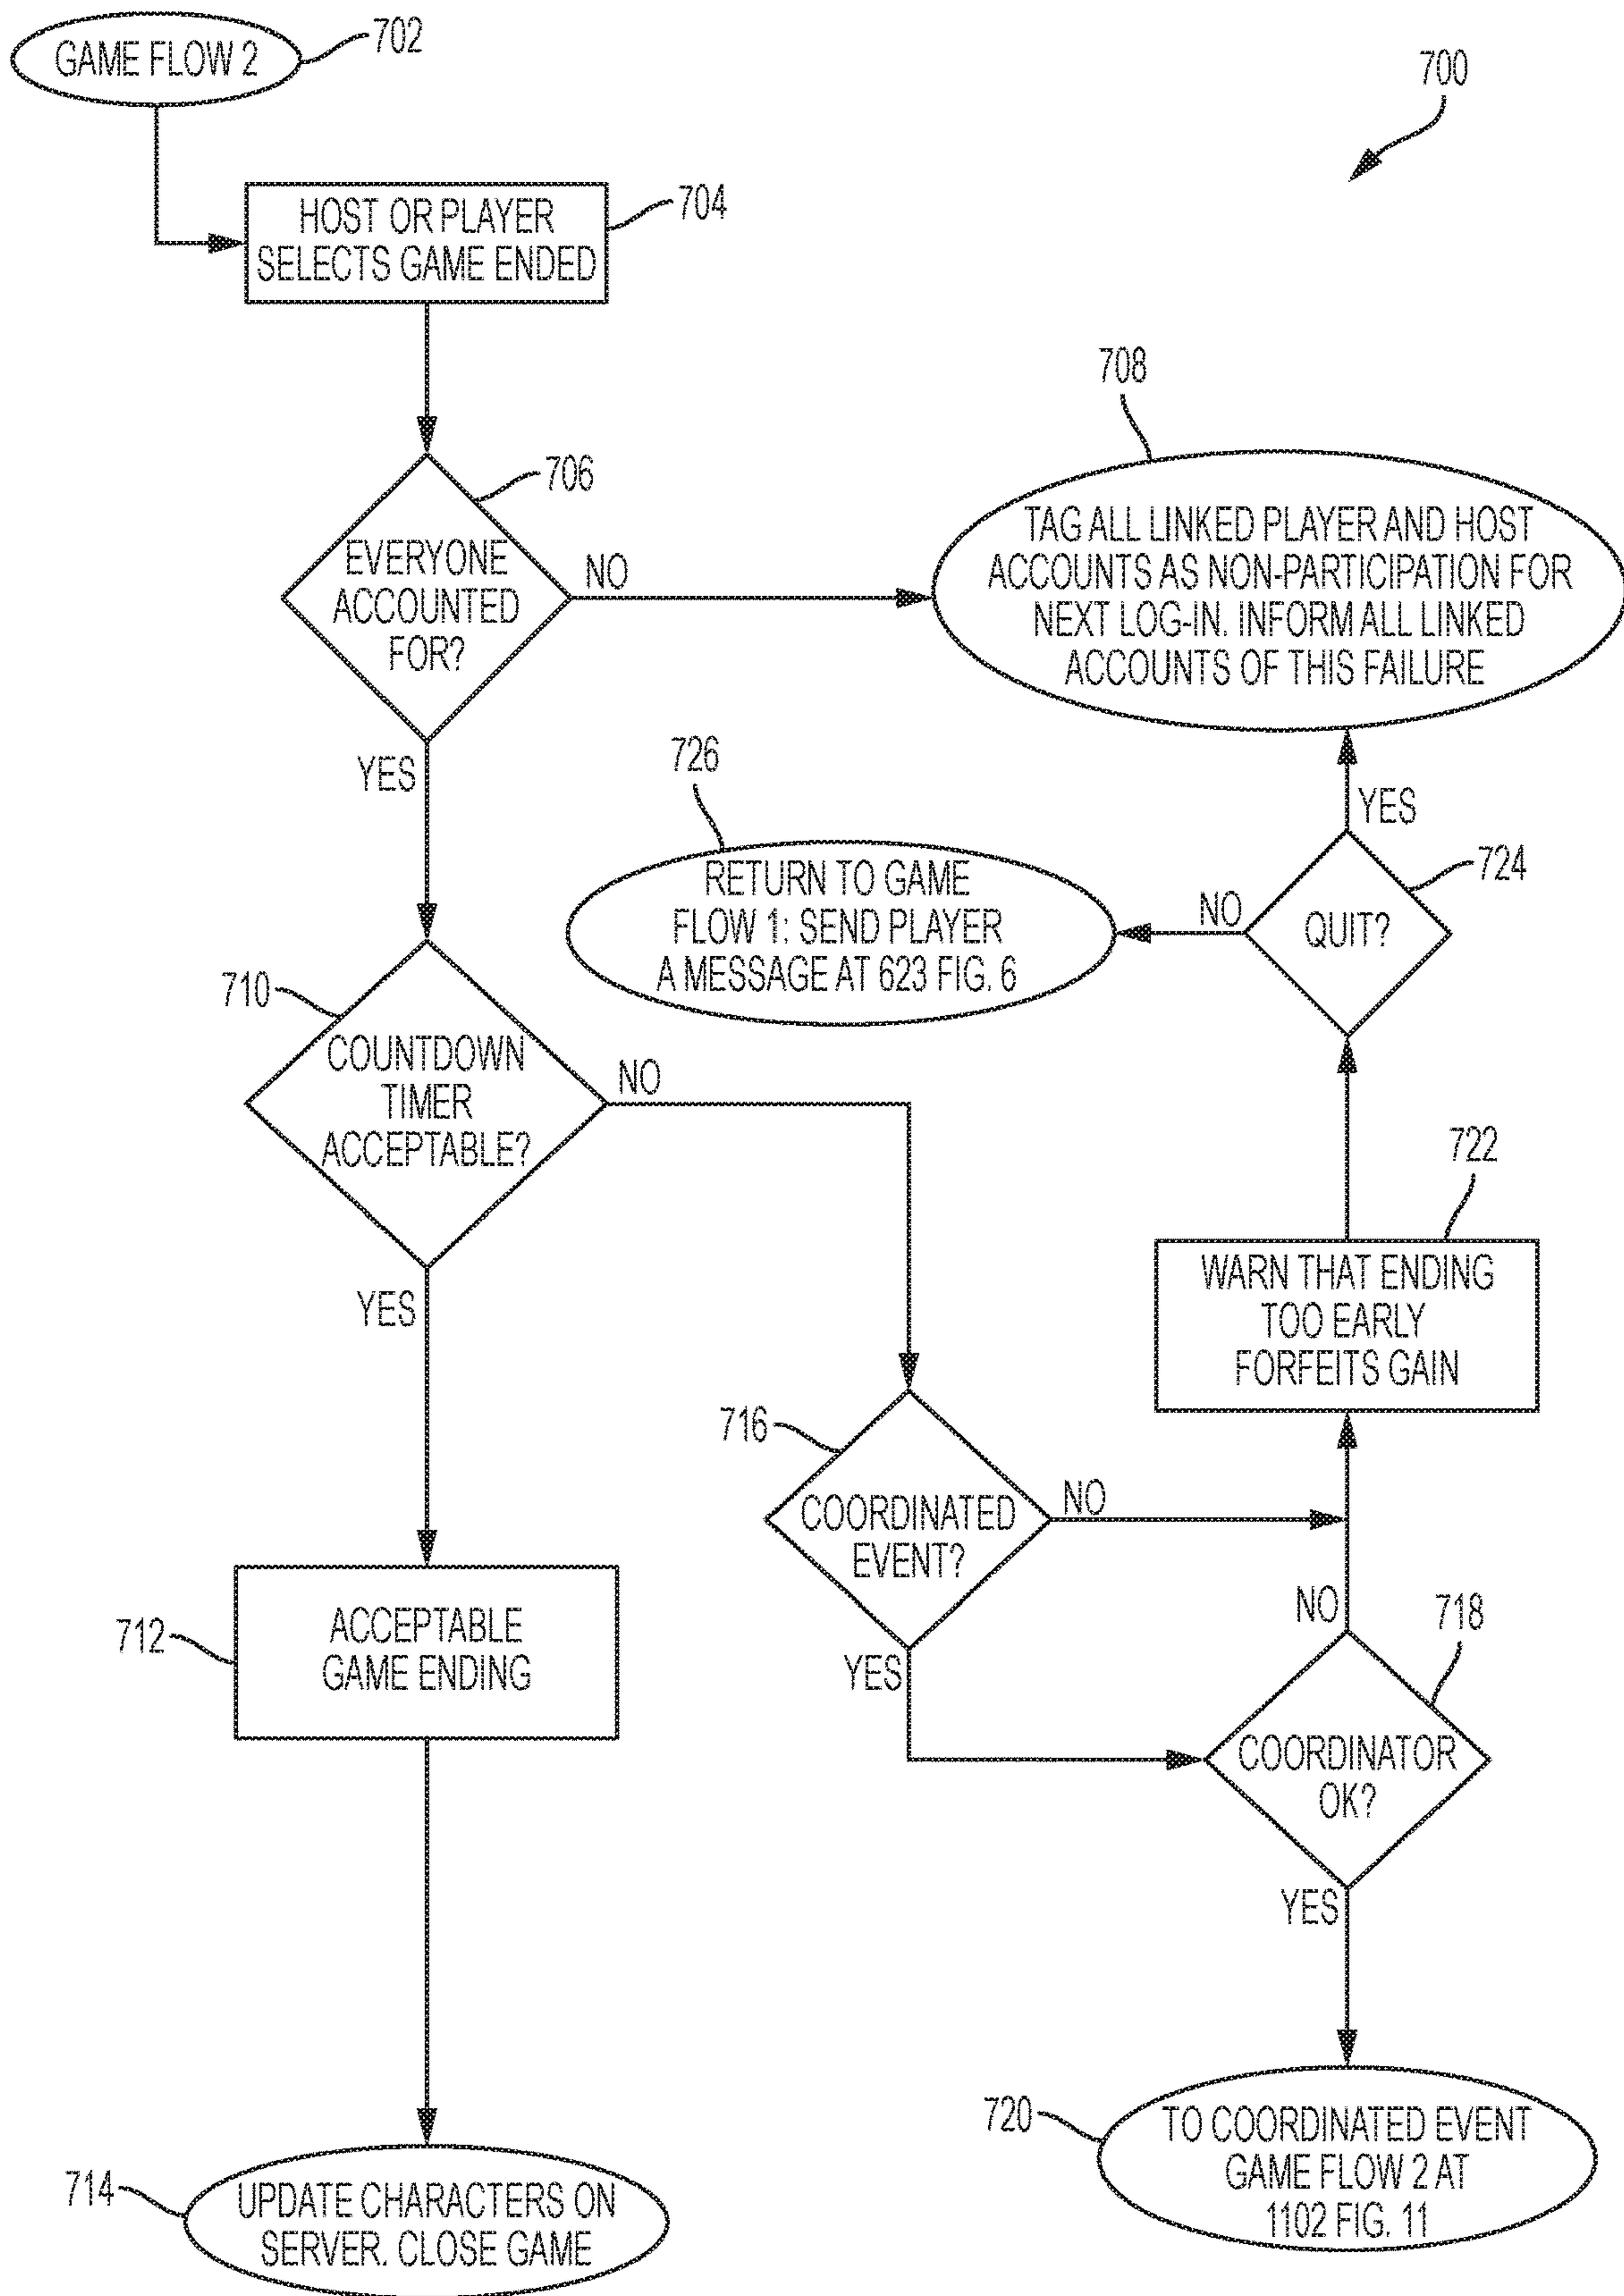 GAME FLOW 2
702
700
HOST OR PLAYER
SELECTS GAME ENDED
704
706
EVERYONE
ACCOUNTED
FOR?
NO
YES
708
TAG ALL LINKED PLAYER AND HOST
ACCOUNTS AS NON-PARTICIPATION FOR
NEXT LOG-IN. INFORM ALL LINKED
ACCOUNTS OF THIS FAILURE
726
RETURN TO GAME
FLOW 1: SEND PLAYER
A MESSAGE AT 623 FIG. 6
YES
724
NO
QUIT?
710
COUNTDOWN
TIMER
ACCEPTABLE?
NO
YES
722
WARN THAT ENDING
TOO EARLY
FORFEITS GAIN
716
COORDINATED
EVENT?
NO
YES
NO
718
COORDINATOR
OK?
YES
712
ACCEPTABLE
GAME ENDING
714
UPDATE CHARACTERS ON
SERVER. CLOSE GAME
720
TO COORDINATED EVENT
GAME FLOW 2 AT
1102 FIG. 11